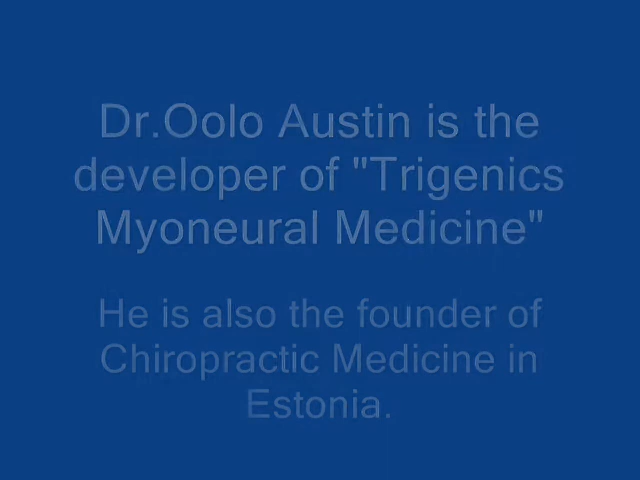 Dr.Oolo Austin is the
developer of "Trigenics
Myoneural Medicine"
He is also the founder of
Chiropractic Medicine in
Estonia.